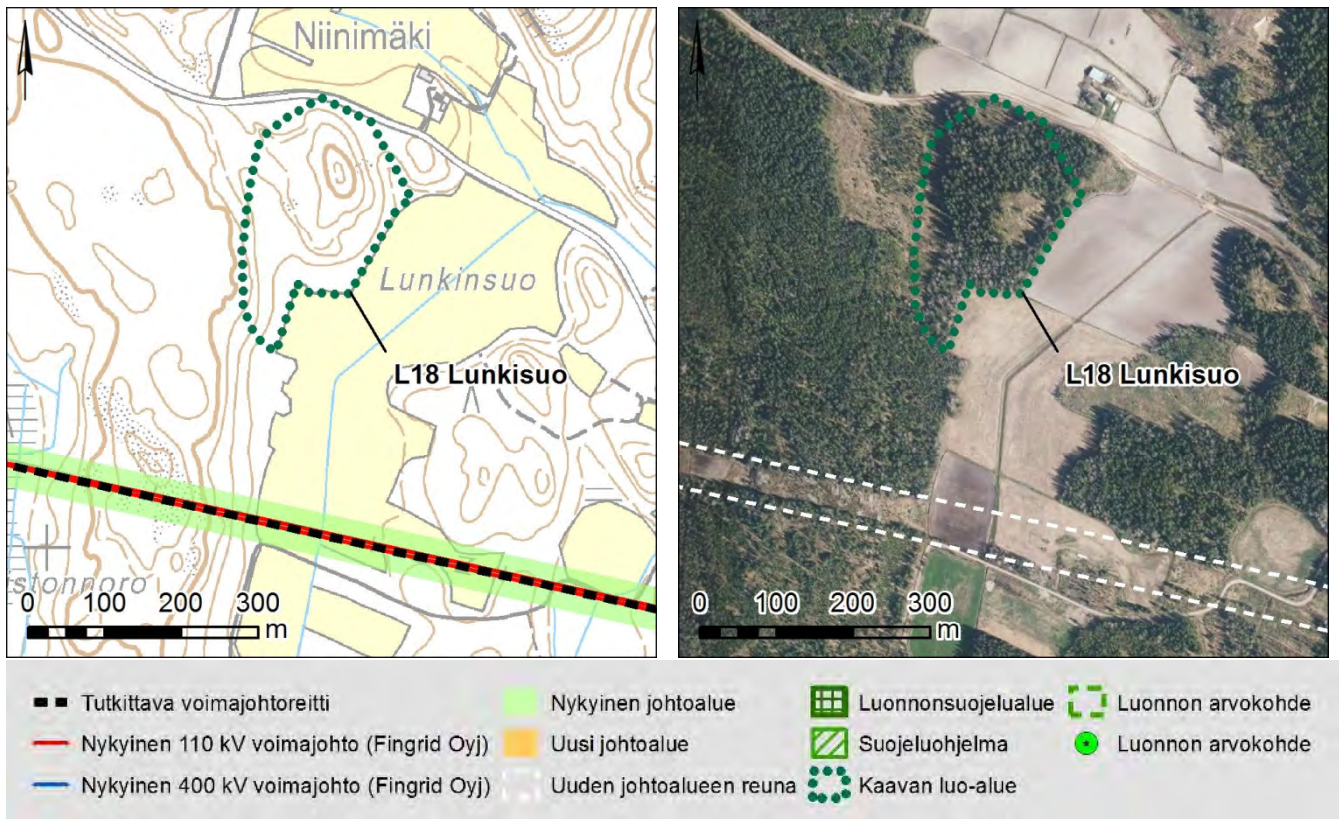 Niinimäki
Lunkinsuo
L18 Lunkisuo
stonnoro
0 100 200 300
m
L18 Lunkisuo
0 100 200 300
m
Tutkittava voimajohtoreitti
Nykyinen 110 kV voimajohto (Fingrid Oyj)
Nykyinen 400 kV voimajohto (Fingrid Oyj)
Nykyinen johtoalue
Uusi johtoalue
Uuden johtoalueen reuna
Luonnonsuojelualue
Suojeluohjelma
Kaavan luo-alue
Luonnon arvokohde
Luonnon arvokohde